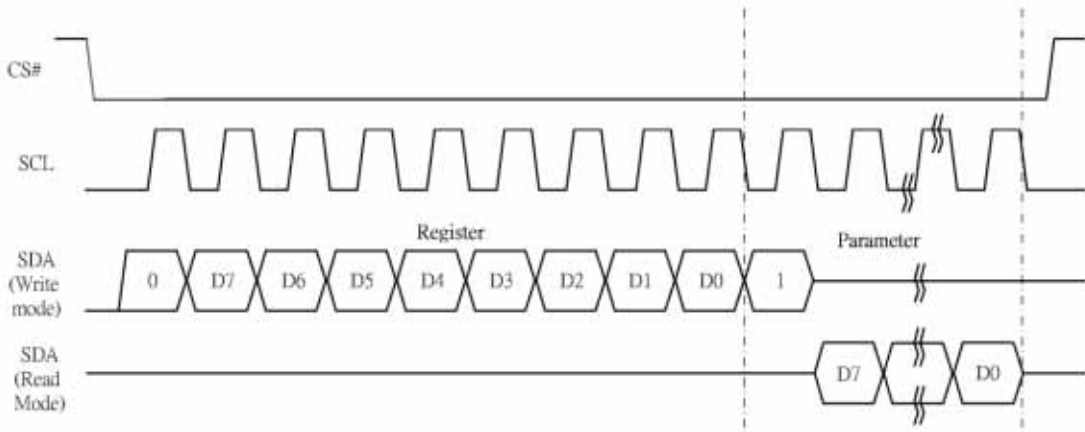 CS#
SCL
Register
Parameter
SDA
(Write
mode)
0 D7 D6 D5 D4 D3 D2 D1 D0 1
SDA
(Read
Mode)
D7 D0